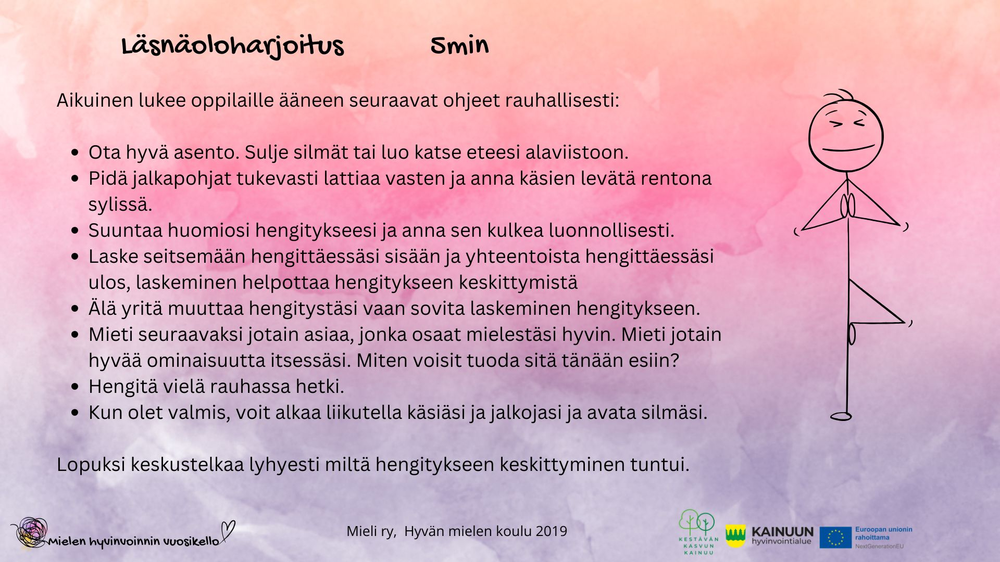 Läsnäoloharjoitus 5min
Aikuinen lukee oppilaille ääneen seuraavat ohjeet rauhallisesti:
• Ota hyvä asento. Sulje silmät tai luo katse eteesi alaviistoon.
• Pidä jalkapohjat tukevasti lattiaa vasten ja anna käsien levätä rentona
sylissä.
• Suuntaa huomiosi hengitykseesi ja anna sen kulkea luonnollisesti.
• Laske seitsemään hengittäessäsi sisään ja yhteentoista hengittäessäsi
ulos, laskeminen helpottaa hengitykseen keskittymistä
• Älä yritä muuttaa hengitystäsi vaan sovita laskeminen hengitykseen.
• Mieti seuraavaksi jotain asiaa, jonka osaat mielestäsi hyvin. Mieti jotain
hyvää ominaisuutta itsessäsi. Miten voisit tuoda sitä tänään esiin?
• Hengitä vielä rauhassa hetki.
• Kun olet valmis, voit alkaa liikutella käsiäsi ja jalkojasi ja avata silmäsi.
Lopuksi keskustelkaa lyhyesti miltä hengitykseen keskittyminen tuntui.
Mielen hyvinvoinnin vuosikello
Mieli ry, Hyvän mielen koulu 2019
KESTÄVÄN
KASVUN
KAINUU
KAINUUN
hyvinvointialue
Euroopan unionin
rahoittama
NextGenerationEU